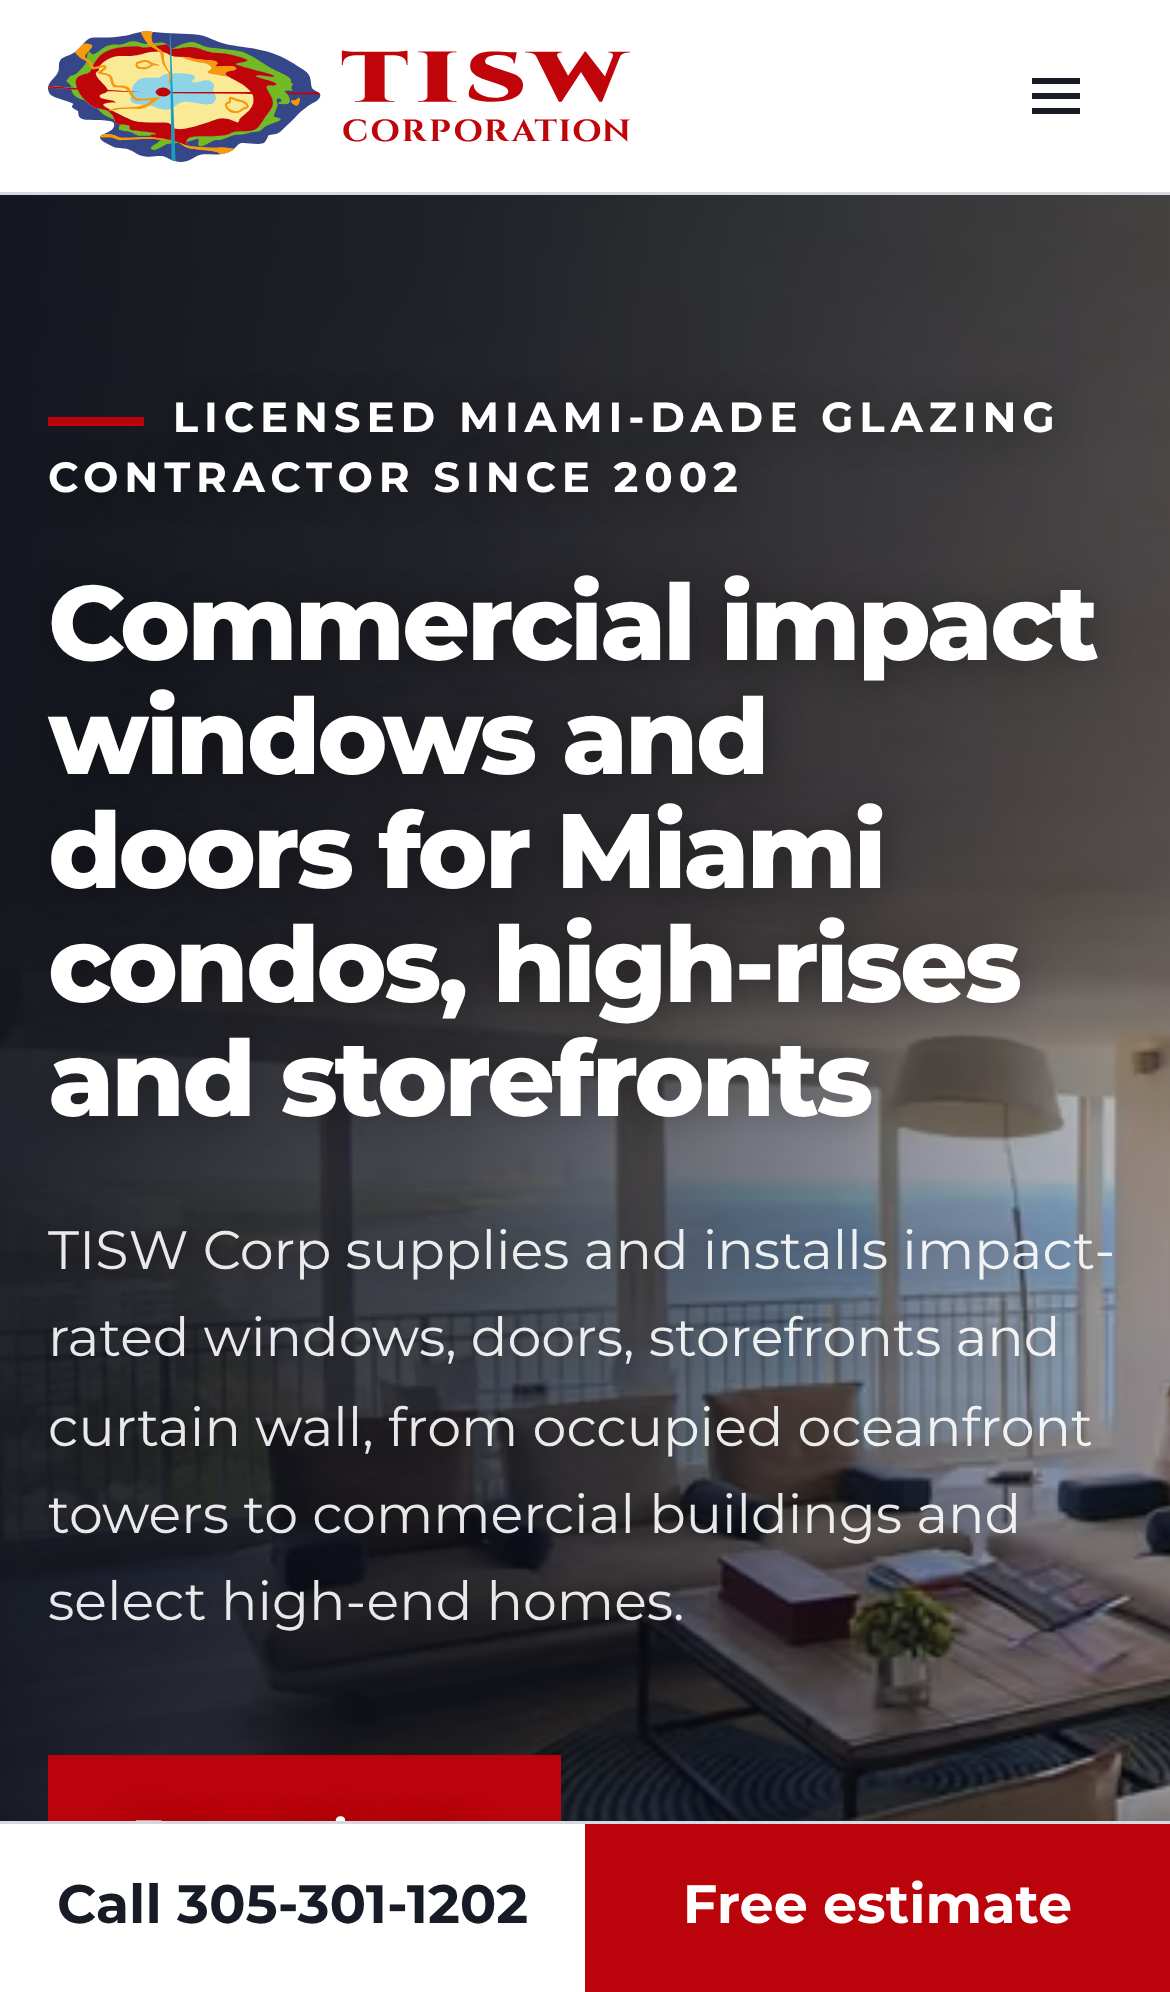 TISW
CORPORATION
LICENSED MIAMI-DADE GLAZING
CONTRACTOR SINCE 2002
Commercial impact
windows and
doors for Miami
condos, high-rises
and storefronts
TISW Corp supplies and installs impact-
rated windows, doors, storefronts and
curtain wall, from occupied oceanfront
towers to commercial buildings and
select high-end homes.
Call 305-301-1202
Free estimate